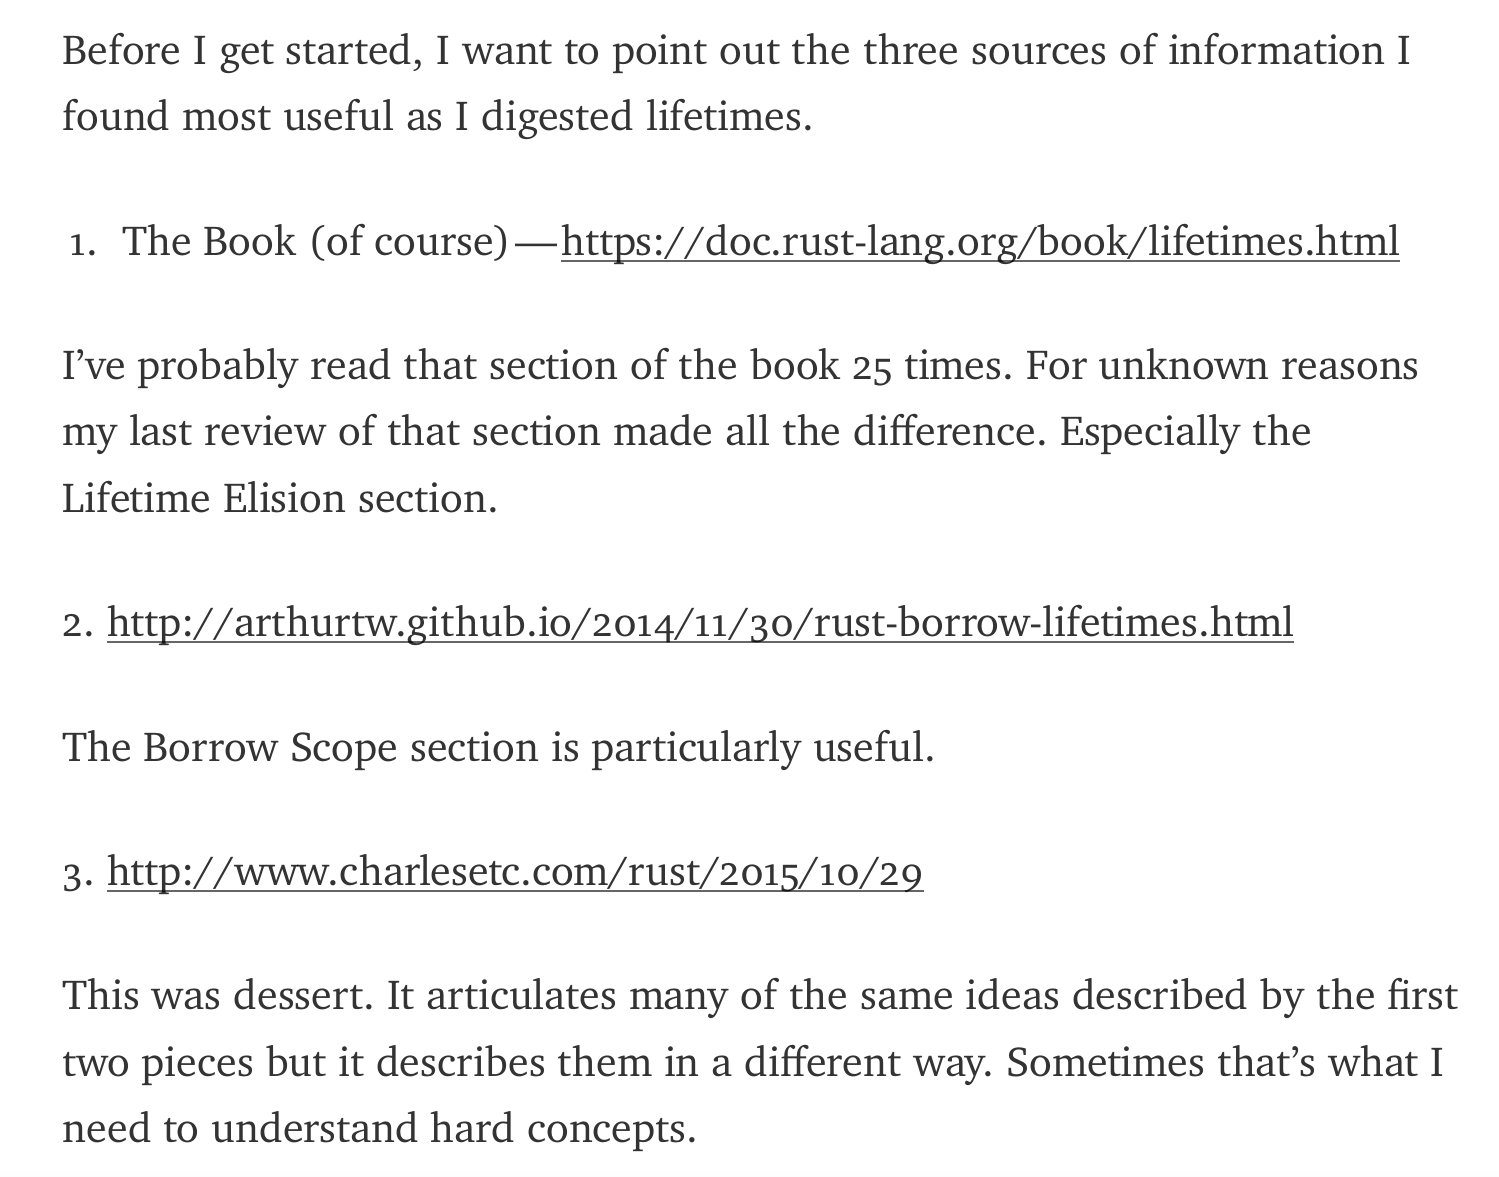 Before I get started, I want to point out the three sources of information I
found most useful as I digested lifetimes.
1. The Book (of course) — https://doc.rust-lang.org/book/lifetimes.html
I’ve probably read that section of the book 25 times. For unknown reasons
my last review of that section made all the difference. Especially the
Lifetime Elision section.
2. http://arthurtw.github.io/2014/11/30/rust-borrow-lifetimes.html
The Borrow Scope section is particularly useful.
3. http://www.charlesetc.com/rust/2015/10/29
This was dessert. It articulates many of the same ideas described by the first
two pieces but it describes them in a different way. Sometimes that’s what I
need to understand hard concepts.